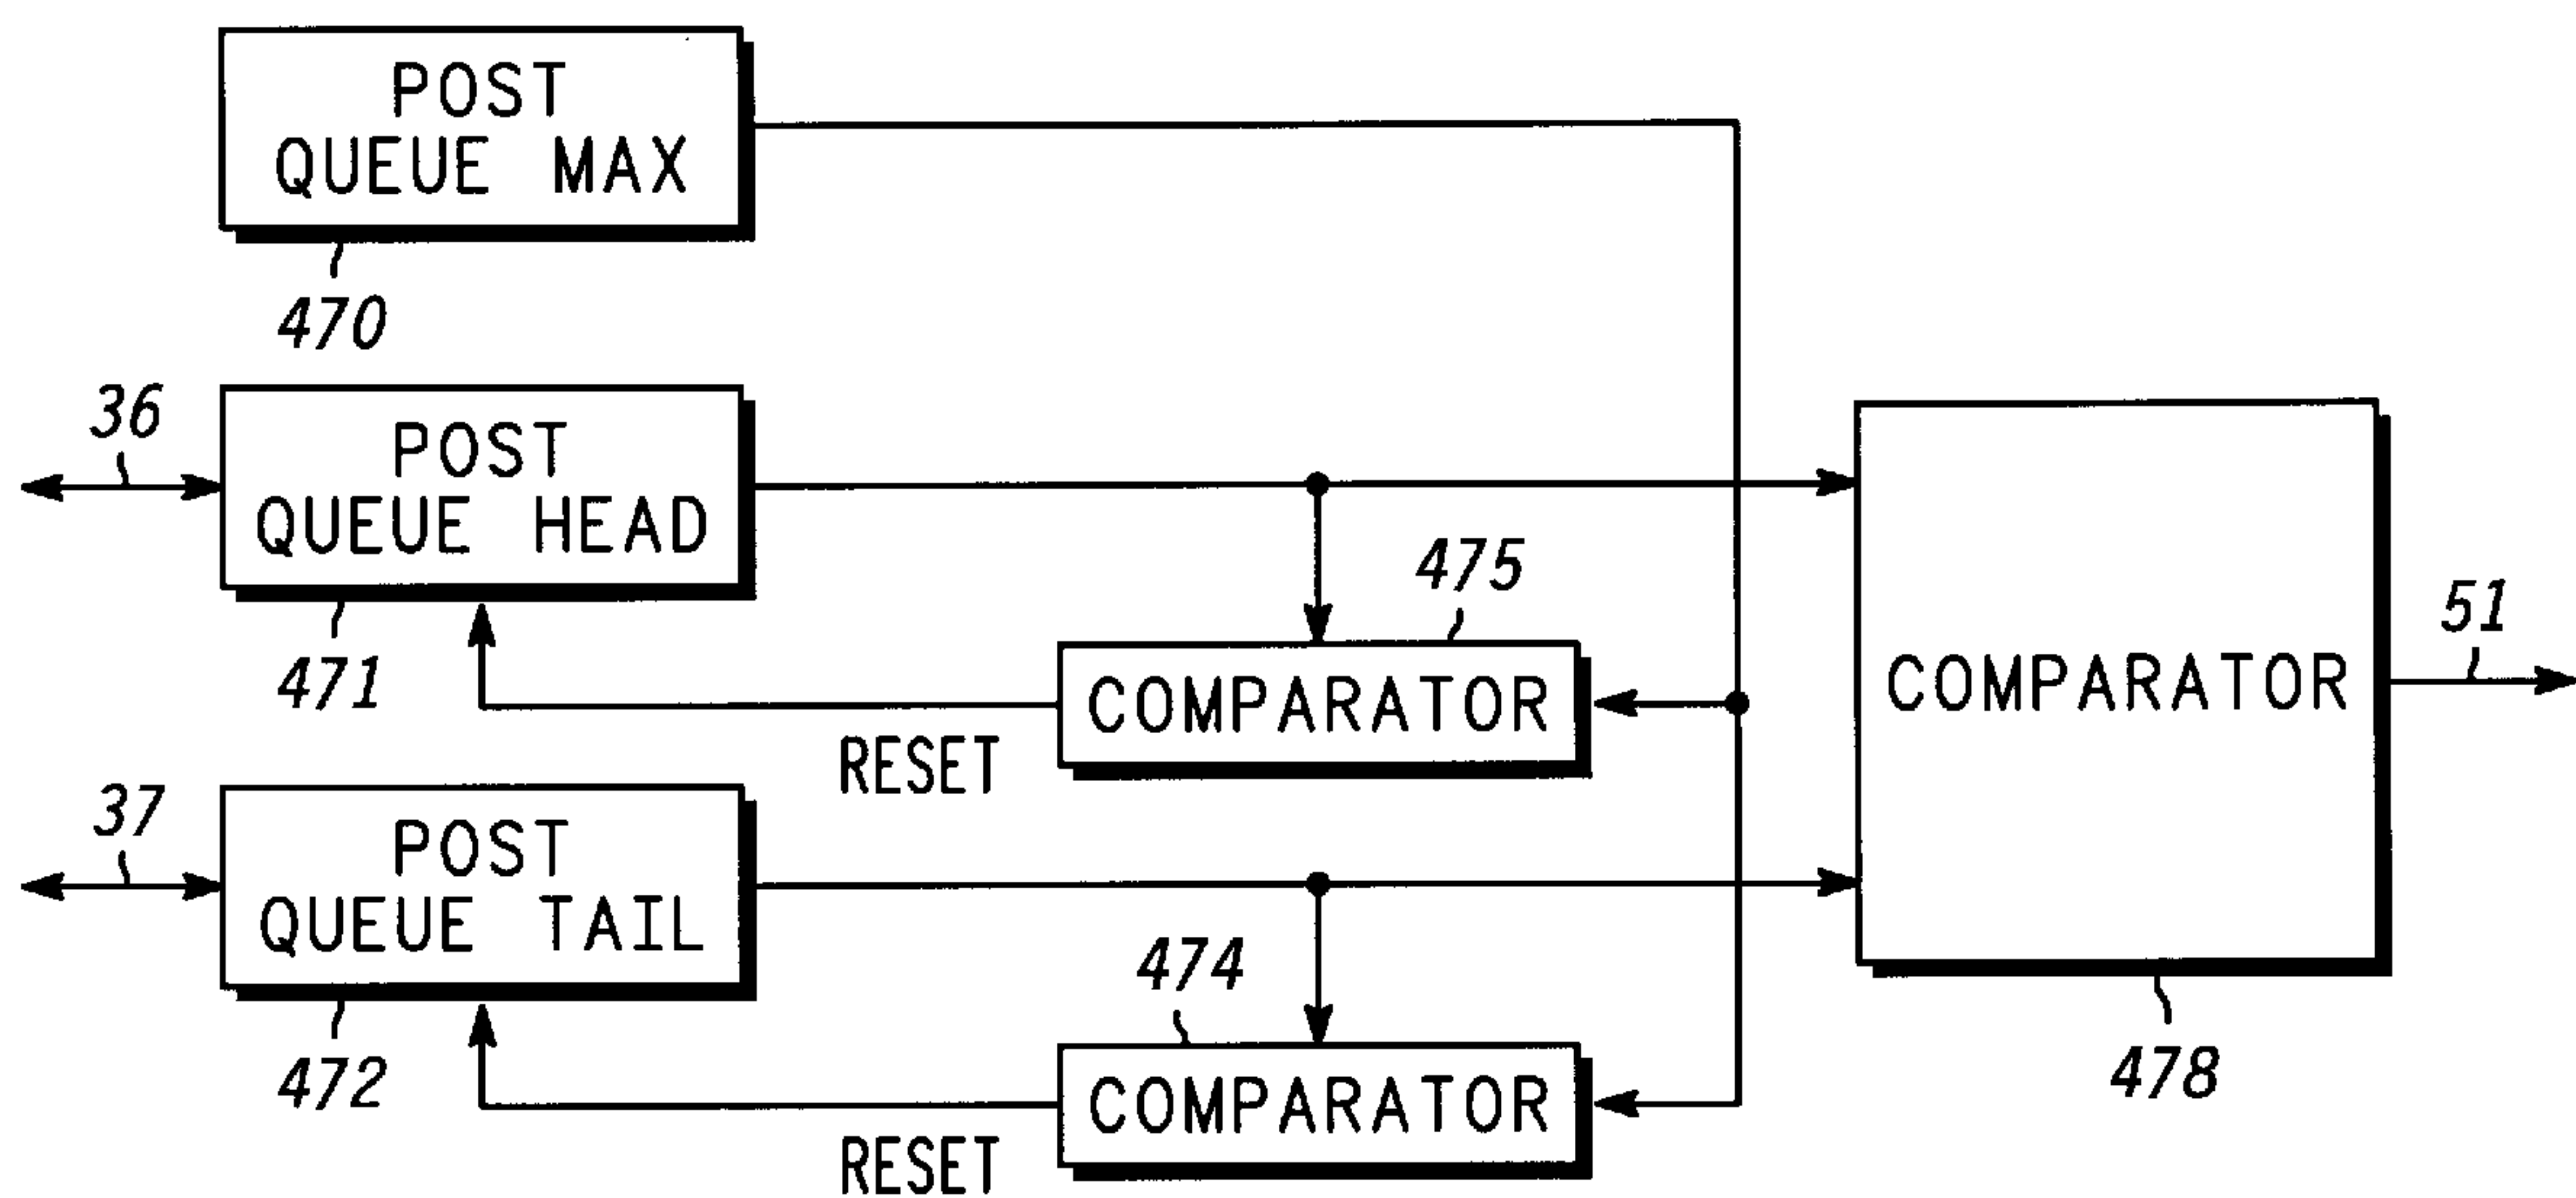 POST
QUEUE MAX
470
36
POST
QUEUE HEAD
471
475
COMPARATOR
RESET
COMPARATOR
51
478
37
POST
QUEUE TAIL
472
474
COMPARATOR
RESET